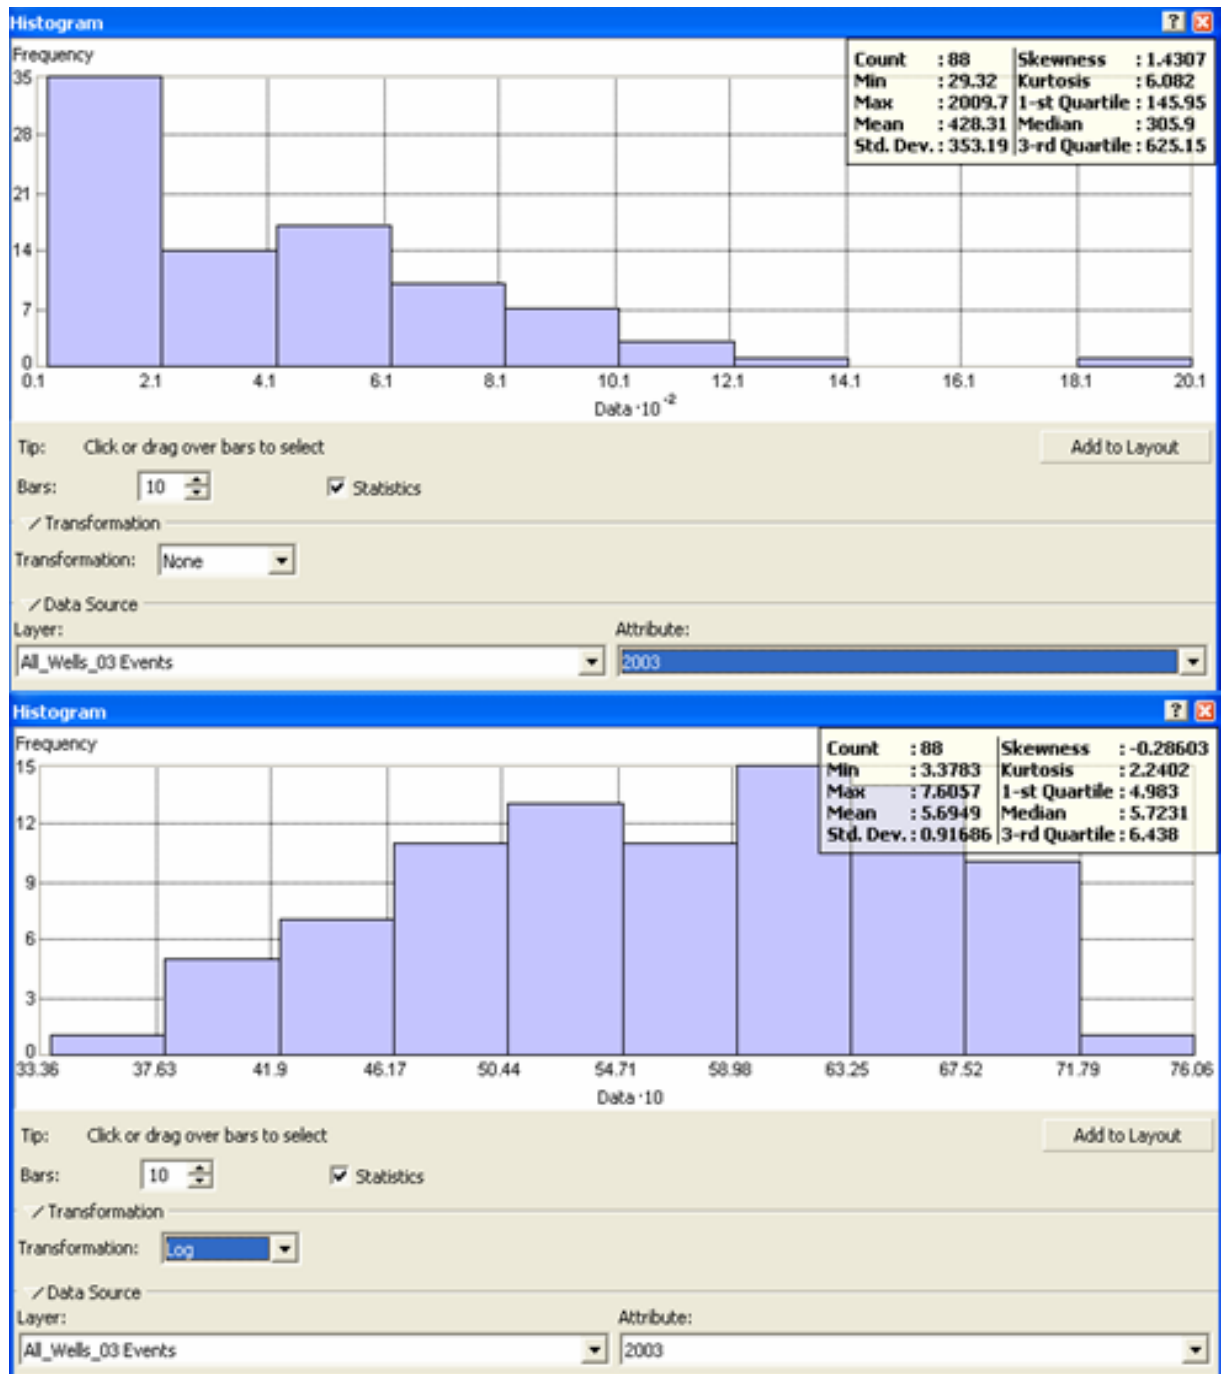 Histogram
Frequency
Count : 88 Skewness : 1.4307
Min : 29.32 Kurtosis : 6.082
Max : 2009.7 1-st Quartile : 145.95
Mean : 428.31 Median : 305.9
Std. Dev. : 353.19 3-rd Quartile : 625.15
35
28
21
14
7
0
0.1 2.1 4.1 6.1 8.1 10.1 12.1 14.1 16.1 18.1 20.1
Data ·10⁻²
Tip: Click or drag over bars to select Add to Layout
Bars: 10 Statistics
Transformation
Transformation: None
Data Source
Layer: Attribute:
All_Wells_03 Events 2003
Histogram
Frequency
Count : 88 Skewness : -0.28603
Min : 3.3783 Kurtosis : 2.2402
Max : 7.6057 1-st Quartile : 4.983
Mean : 5.6949 Median : 5.7231
Std. Dev. : 0.91686 3-rd Quartile : 6.438
15
12
9
6
3
0
33.36 37.63 41.9 46.17 50.44 54.71 58.98 63.25 67.52 71.79 76.06
Data ·10
Tip: Click or drag over bars to select Add to Layout
Bars: 10 Statistics
Transformation
Transformation: Log
Data Source
Layer: Attribute:
All_Wells_03 Events 2003